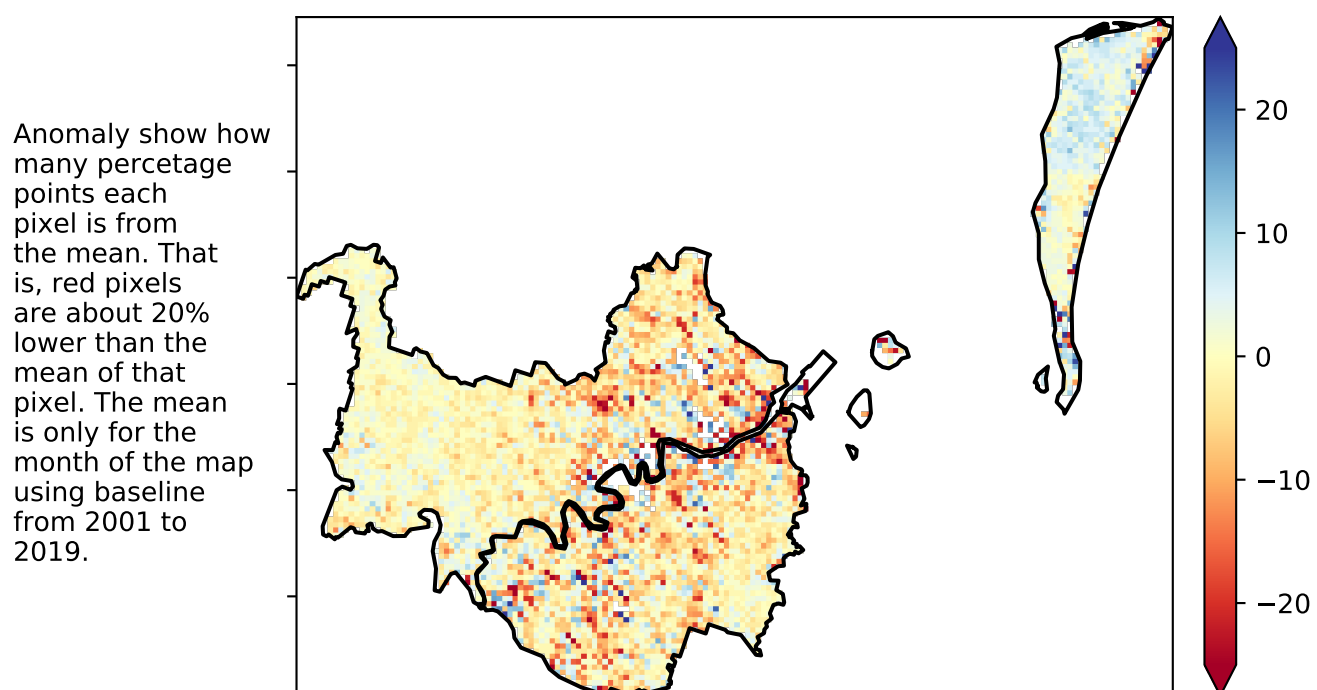 Anomaly show how
many percetage
points each
pixel is from
the mean. That
is, red pixels
are about 20%
lower than the
mean of that
pixel. The mean
is only for the
month of the map
using baseline
from 2001 to
2019.
20
10
0
−10
−20